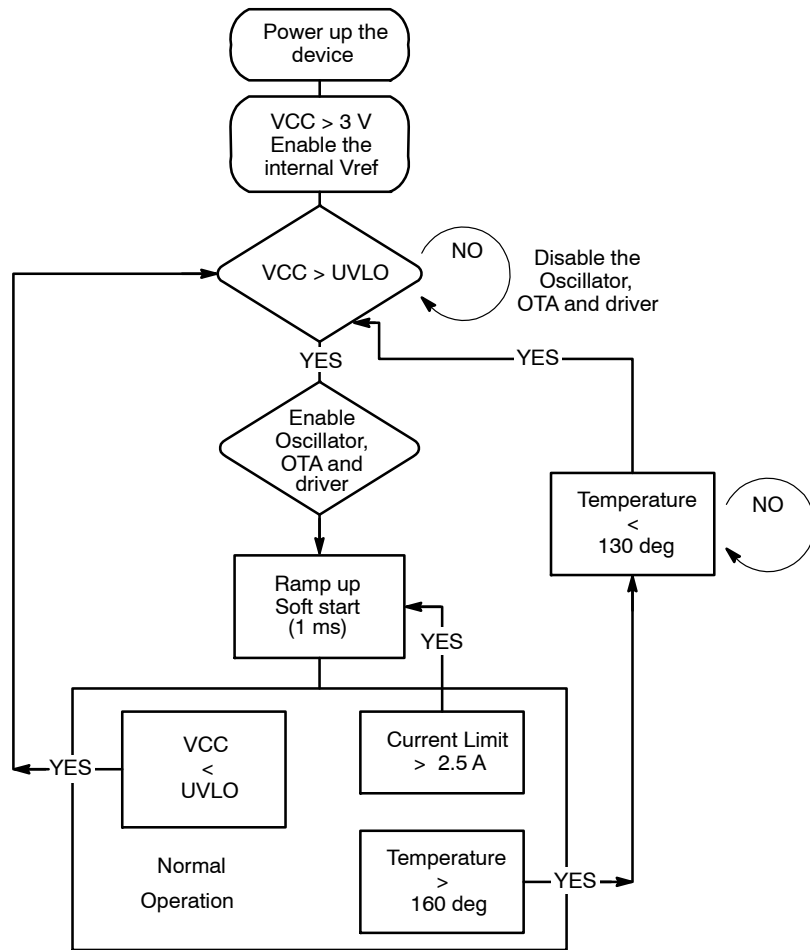 Power up the
device
VCC > 3 V
Enable the
internal Vref
VCC > UVLO
NO
Disable the
Oscillator,
OTA and driver
YES
YES
Enable
Oscillator,
OTA and
driver
Temperature
<
130 deg
NO
Ramp up
Soft start
(1 ms)
YES
VCC
<
UVLO
YES
Current Limit
> 2.5 A
Normal
Operation
Temperature
>
160 deg
YES